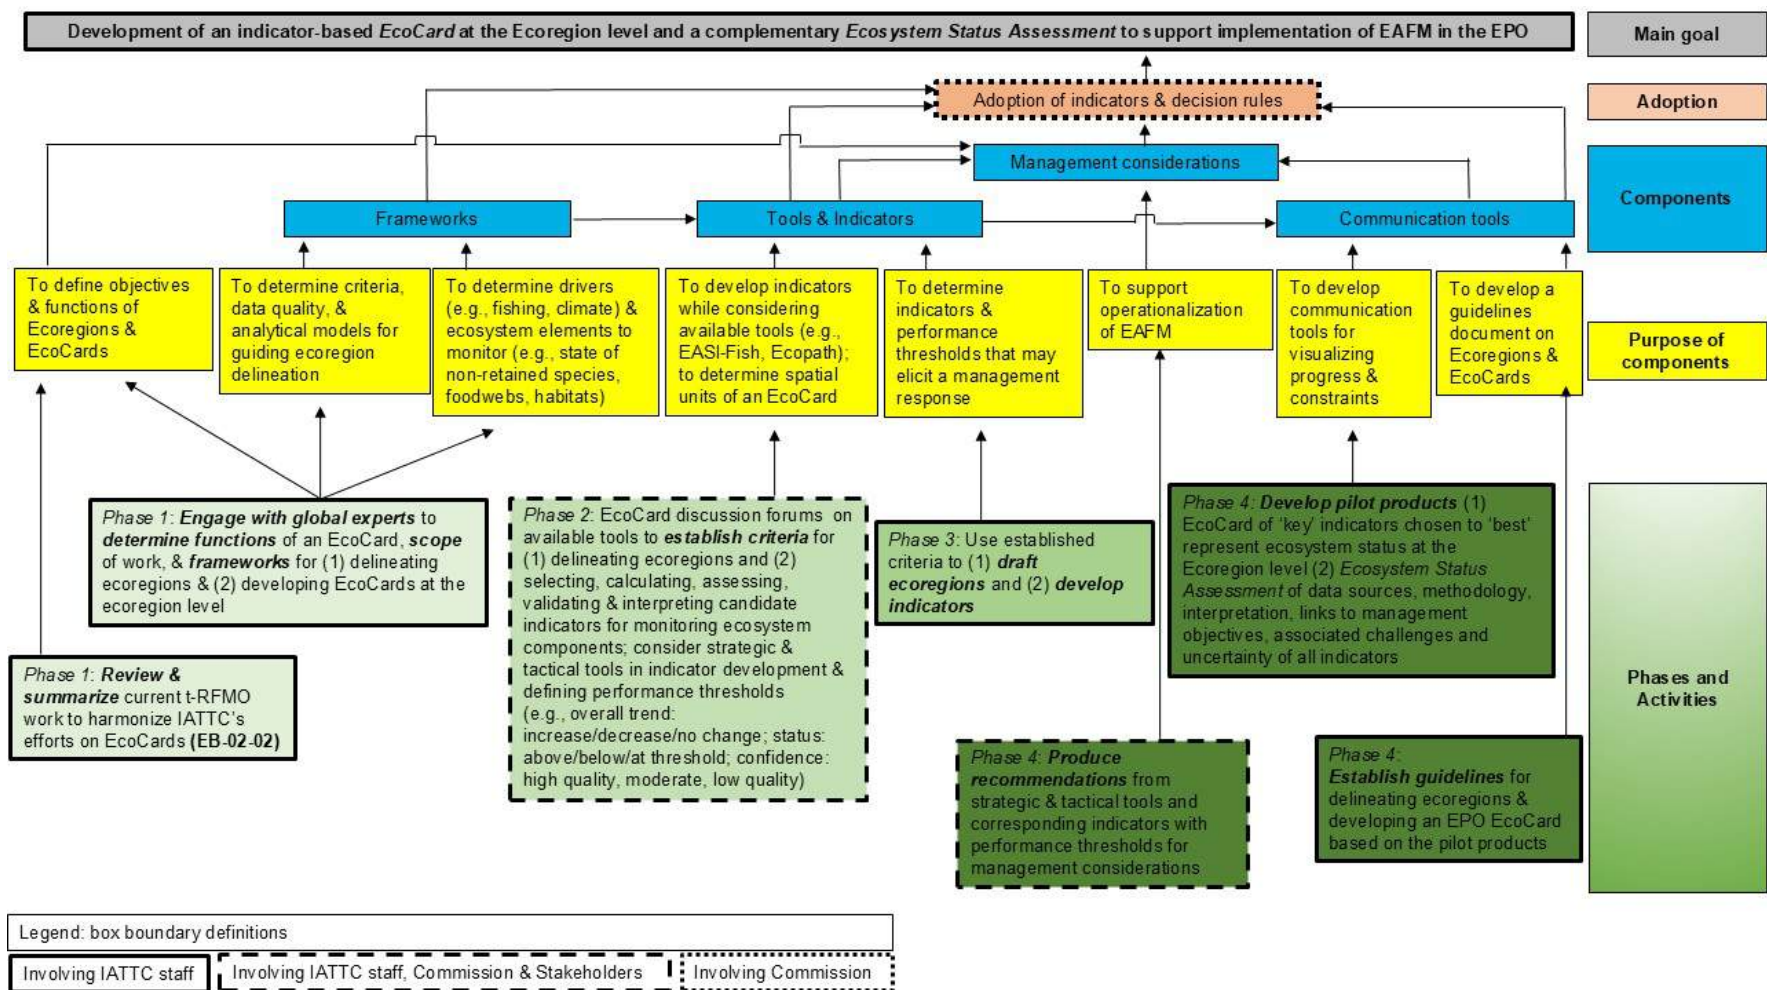 Development of an indicator-based EcoCard at the Ecoregion level and a complementary Ecosystem Status Assessment to support implementation of EAFM in the EPO
Main goal
Adoption of indicators & decision rules
Adoption
Management considerations
Frameworks
Tools & Indicators
Communication tools
Components
To define objectives
& functions of
Ecoregions &
EcoCards
To determine criteria,
data quality, &
analytical models for
guiding ecoregion
delineation
To determine drivers
(e.g., fishing, climate) &
ecosystem elements to
monitor (e.g., state of
non-retained species,
foodwebs, habitats)
To develop indicators
while considering
available tools (e.g.,
EASI-Fish, Ecopath);
to determine spatial
units of an EcoCard
To determine
indicators &
performance
thresholds that may
elicit a management
response
To support
operationalization
of EAFM
To develop
communication
tools for
visualizing
progress &
constraints
To develop a
guidelines
document on
Ecoregions &
EcoCards
Purpose of
components
Phase 1: Engage with global experts to
determine functions of an EcoCard, scope
of work, & frameworks for (1) delineating
ecoregions & (2) developing EcoCards at the
ecoregion level
Phase 1: Review &
summarize current t-RFMO
work to harmonize IATTC's
efforts on EcoCards (EB-02-02)
Phase 2: EcoCard discussion forums on
available tools to establish criteria for
(1) delineating ecoregions and (2)
selecting, calculating, assessing,
validating & interpreting candidate
indicators for monitoring ecosystem
components; consider strategic &
tactical tools in indicator development &
defining performance thresholds
(e.g., overall trend:
increase/decrease/no change; status:
above/below/at threshold; confidence:
high quality, moderate, low quality)
Phase 3: Use established
criteria to (1) draft
ecoregions and (2) develop
indicators
Phase 4: Develop pilot products (1)
EcoCard of 'key' indicators chosen to 'best'
represent ecosystem status at the
Ecoregion level (2) Ecosystem Status
Assessment of data sources, methodology,
interpretation, links to management
objectives, associated challenges and
uncertainty of all indicators
Phase 4: Produce
recommendations from
strategic & tactical tools and
corresponding indicators with
performance thresholds for
management considerations
Phase 4:
Establish guidelines for
delineating ecoregions &
developing an EPO EcoCard
based on the pilot products
Phases and
Activities
Legend: box boundary definitions
Involving IATTC staff
Involving IATTC staff, Commission & Stakeholders
Involving Commission